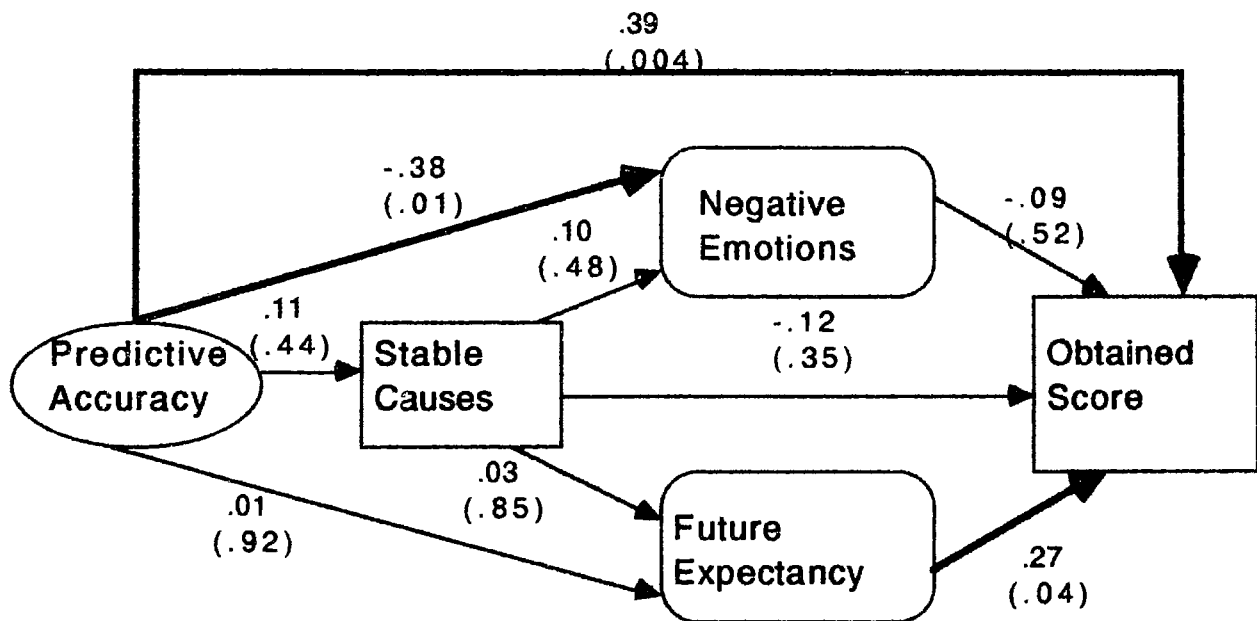 .39
(.004)
-.38
(.01)
Negative
Emotions
-.09
(.52)
.10
(.48)
.11
(.44)
-.12
(.35)
Predictive
Accuracy
Stable
Causes
Obtained
Score
.03
(.85)
.01
(.92)
Future
Expectancy
.27
(.04)